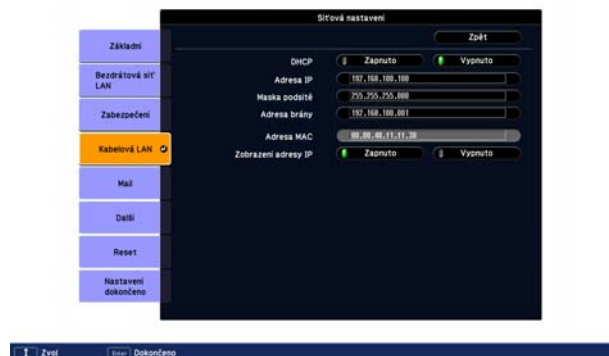 Síťová nastavení
Zpět
Základní
Bezdrátová síť
LAN
Zabezpečení
Kabelová LAN
Mail
Další
Reset
Nastavení
dokončeno
DHCP Zapnuto Vypnuto
Adresa IP 192.168.100.100
Maska podsítě 255.255.255.000
Adresa brány 192.168.100.001
Adresa MAC
Zobrazení adresy IP Zapnuto Vypnuto
Zvol Enter Dokončeno